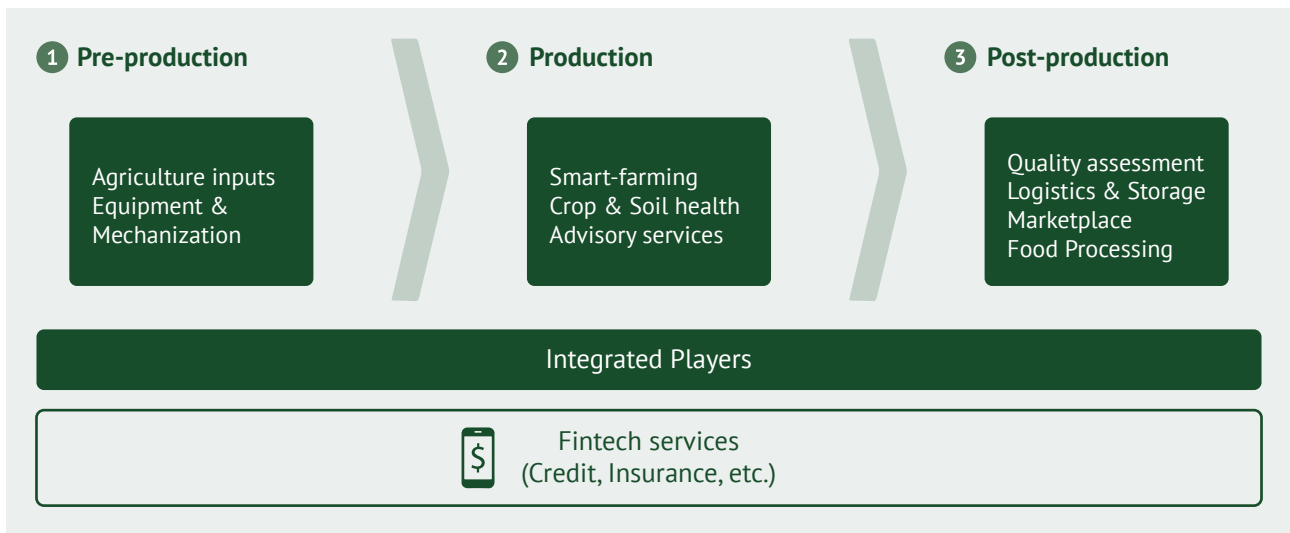 1 Pre-production
Agriculture inputs
Equipment &
Mechanization
2 Production
Smart-farming
Crop & Soil health
Advisory services
3 Post-production
Quality assessment
Logistics & Storage
Marketplace
Food Processing
Integrated Players
$
Fintech services
(Credit, Insurance, etc.)